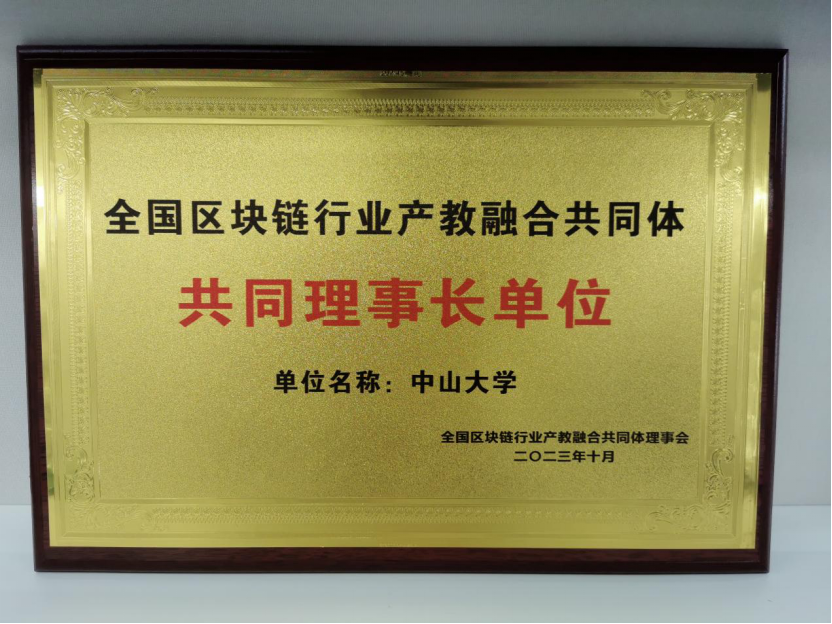 全国区块链行业产教融合共同体
共同理事长单位
单位名称：中山大学
全国区块链行业产教融合共同体理事会
二〇二三年十月